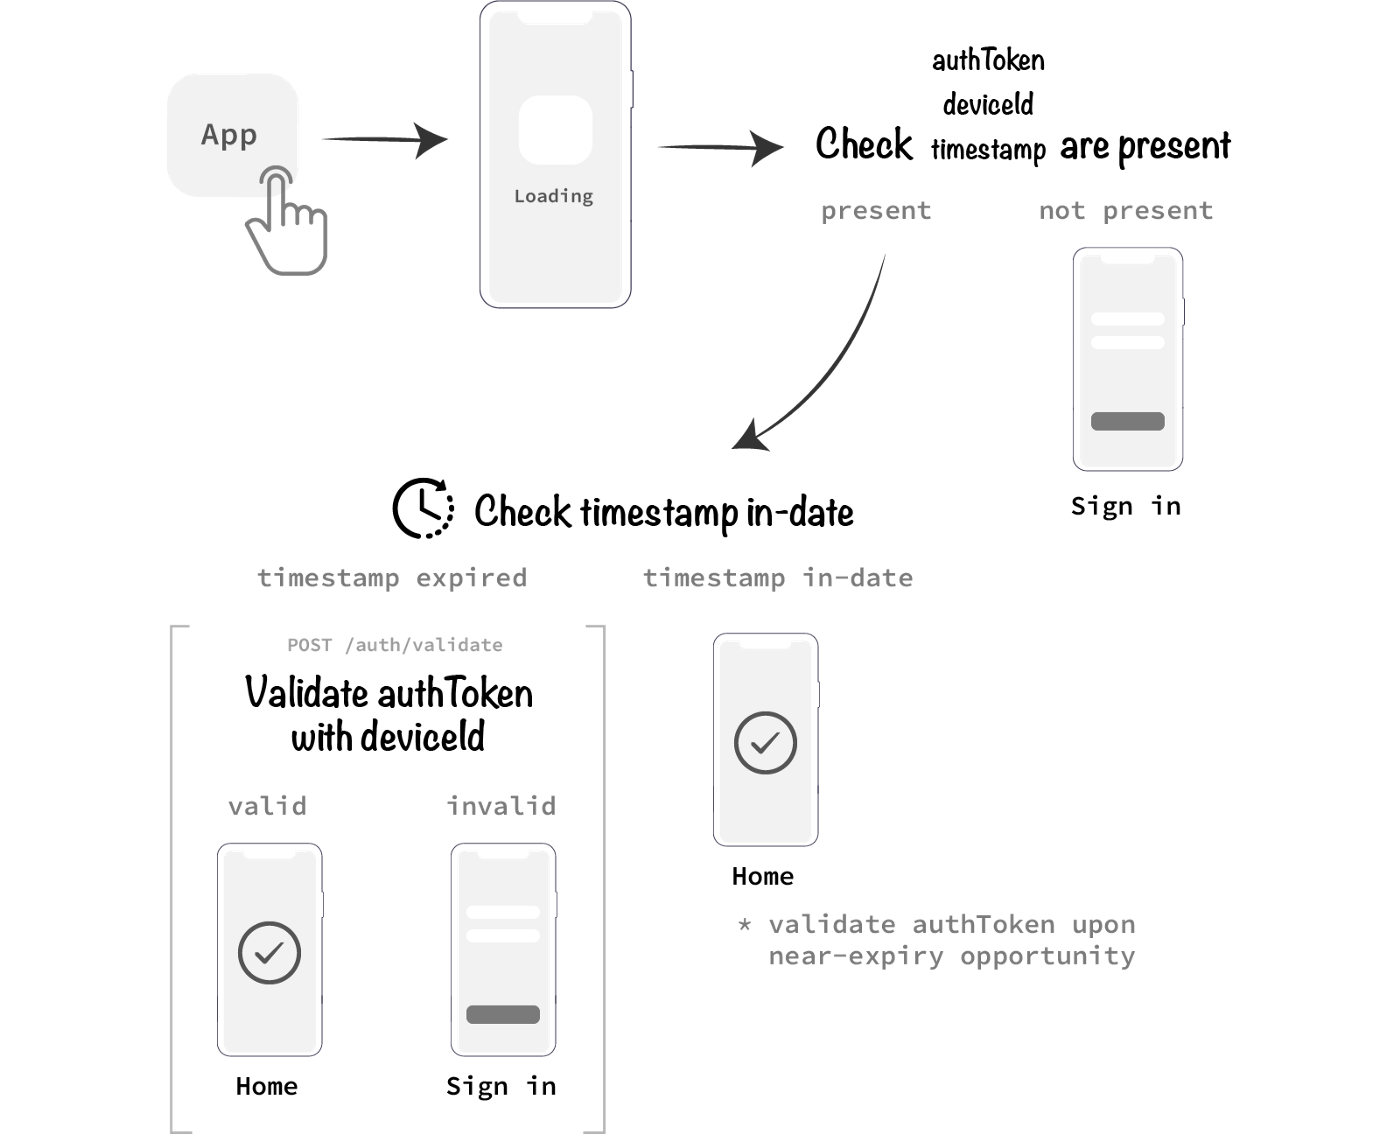 App
Loading
authToken
deviceId
Check timestamp are present
present
not present
Sign in
Check timestamp in-date
timestamp expired
timestamp in-date
POST /auth/validate
Validate authToken
with deviceId
valid
invalid
Home
Sign in
Home
* validate authToken upon
near-expiry opportunity